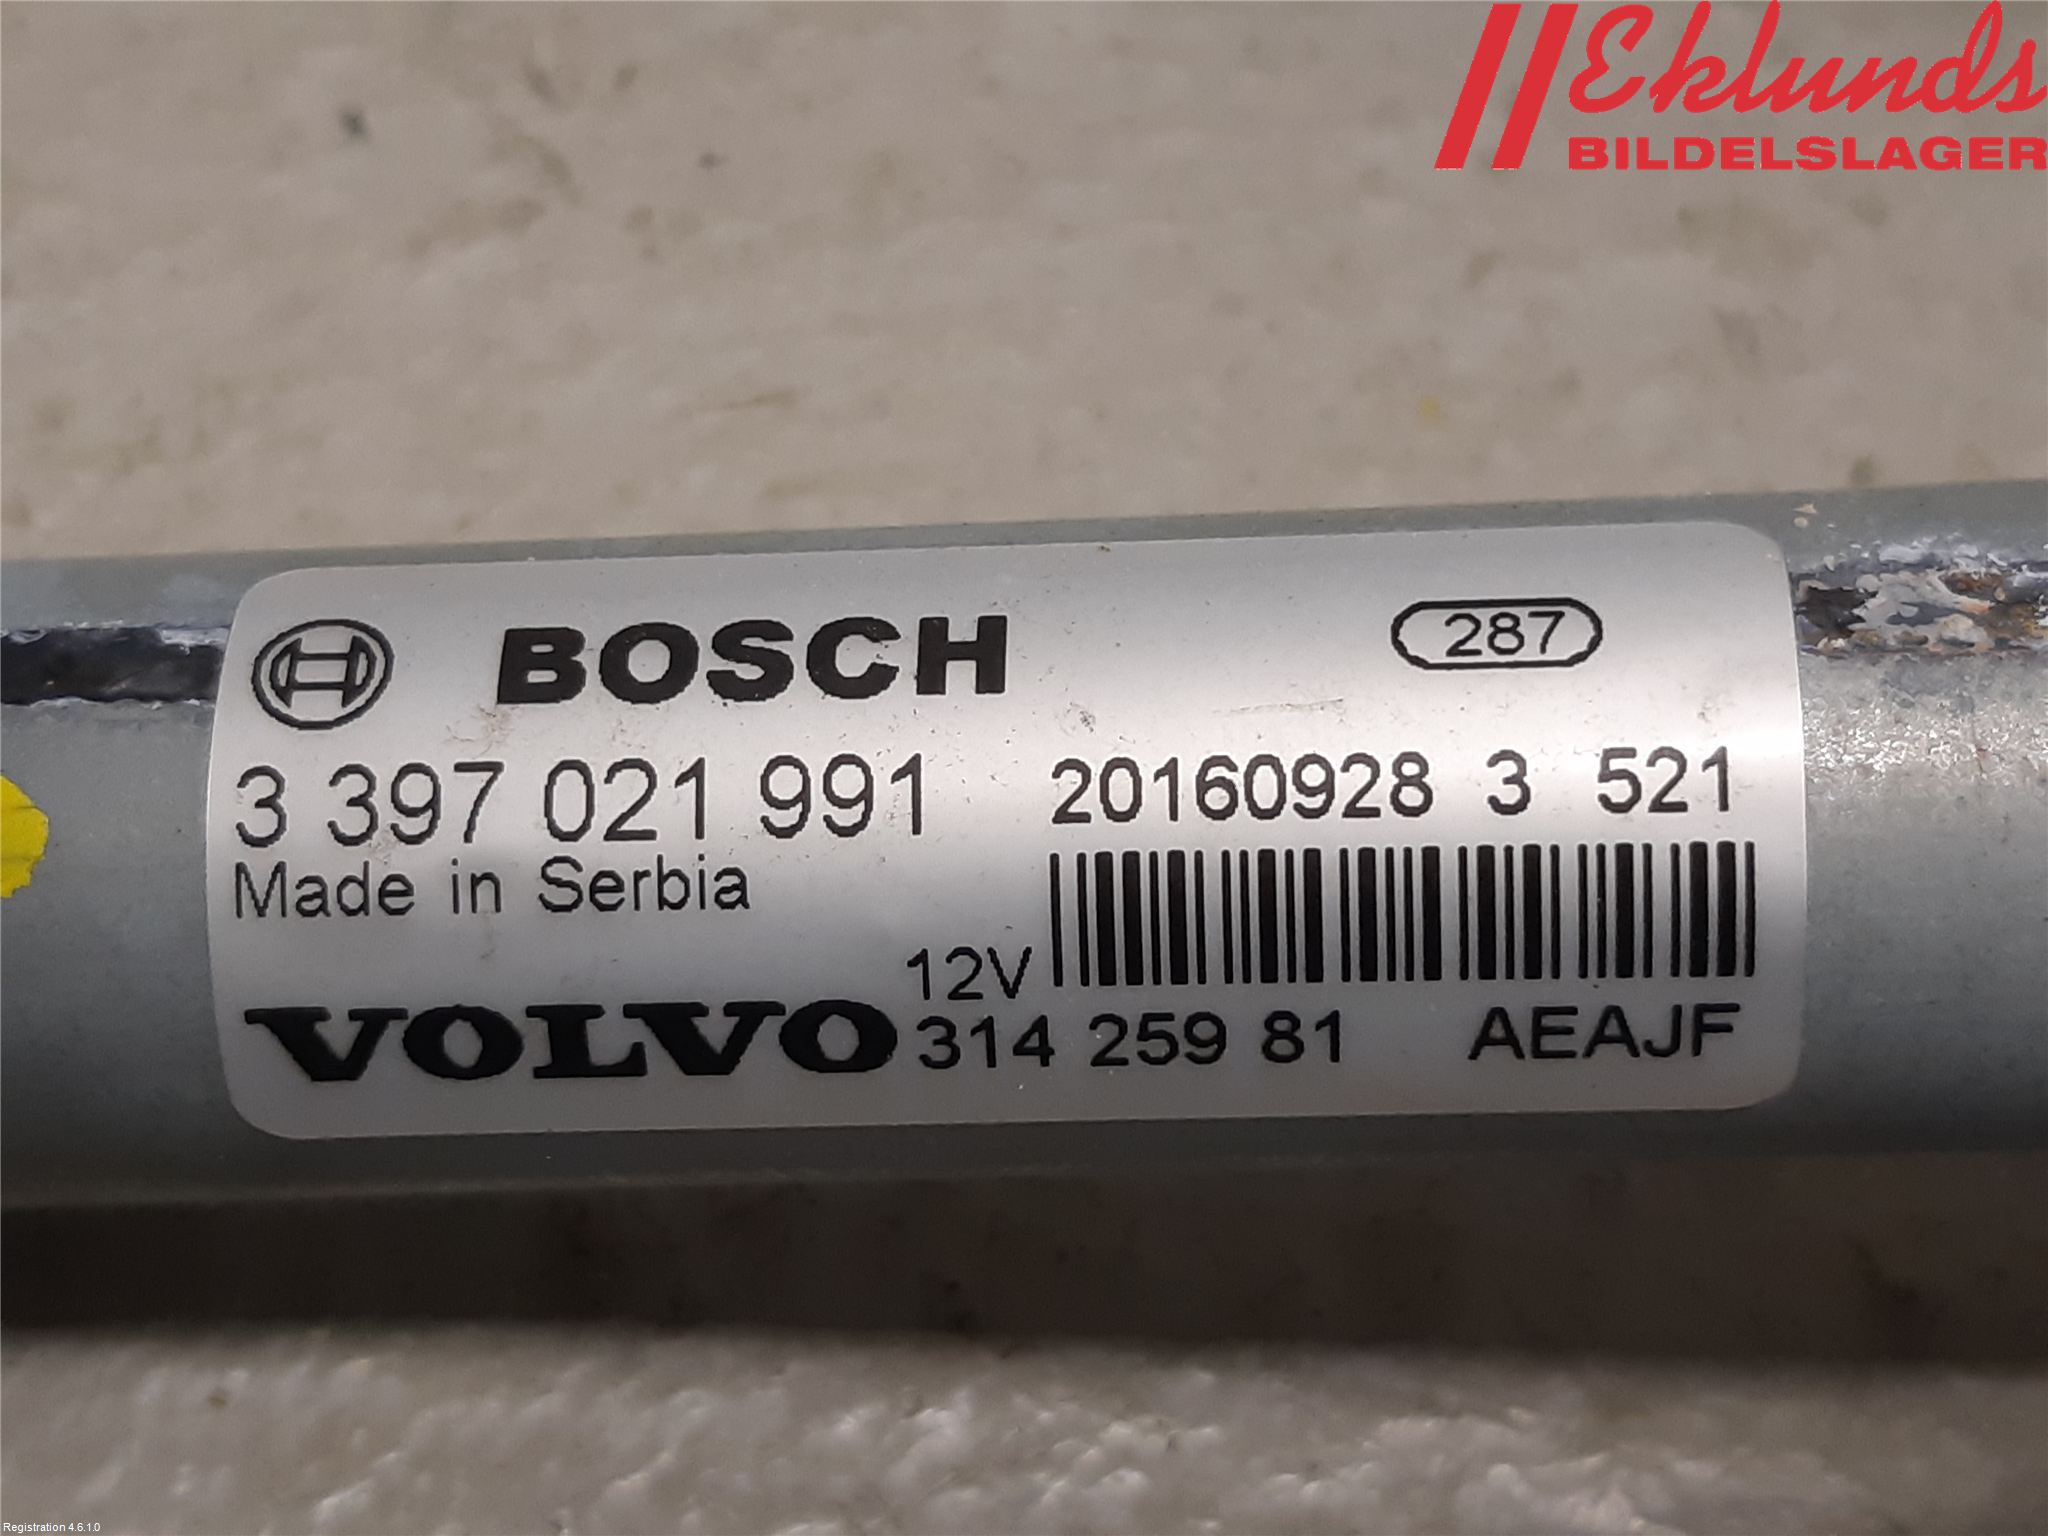 Eklunds
BILDELSLAGER
BOSCH 287
3 397 021 991 20160928 3 521
Made in Serbia
12V
VOLVO 314 259 81 AEAJF
Registration 4.6.1.0